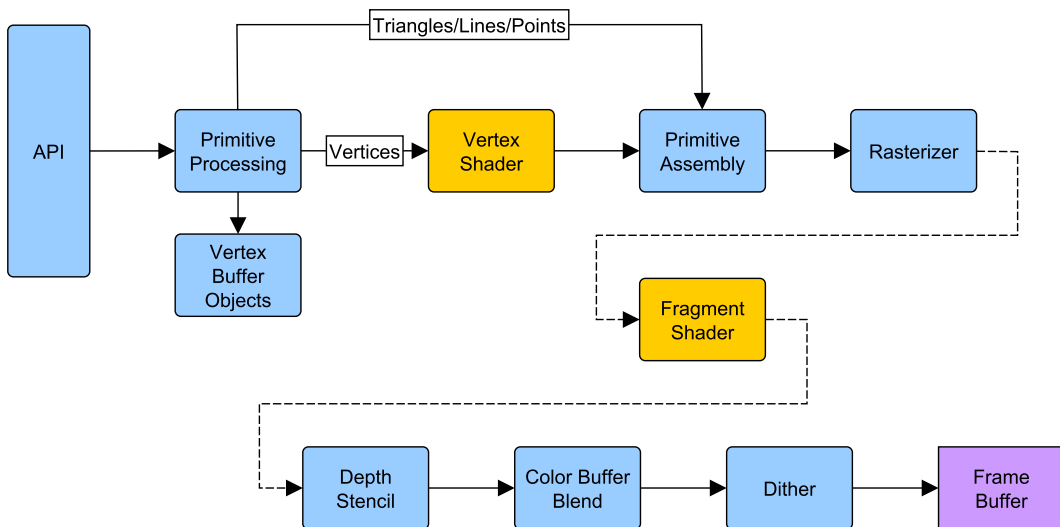 Triangles/Lines/Points
API
Primitive
Processing
Vertices
Vertex
Shader
Primitive
Assembly
Rasterizer
Vertex
Buffer
Objects
Fragment
Shader
Depth
Stencil
Color Buffer
Blend
Dither
Frame
Buffer